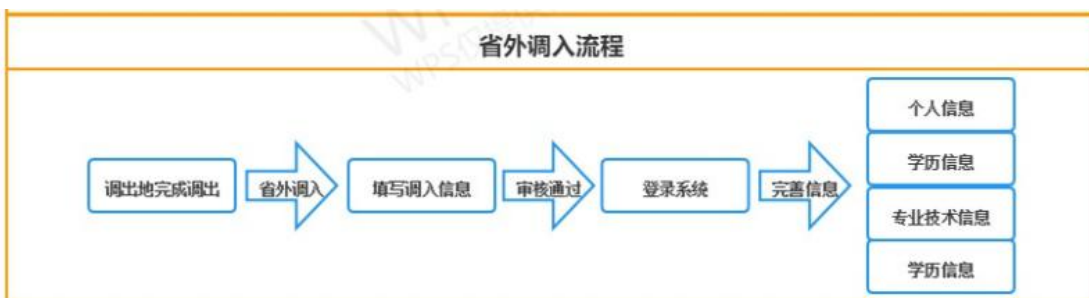 省外调入流程
调出地完成调出
省外调入
填写调入信息
审核通过
登录系统
完善信息
个人信息
学历信息
专业技术信息
学历信息